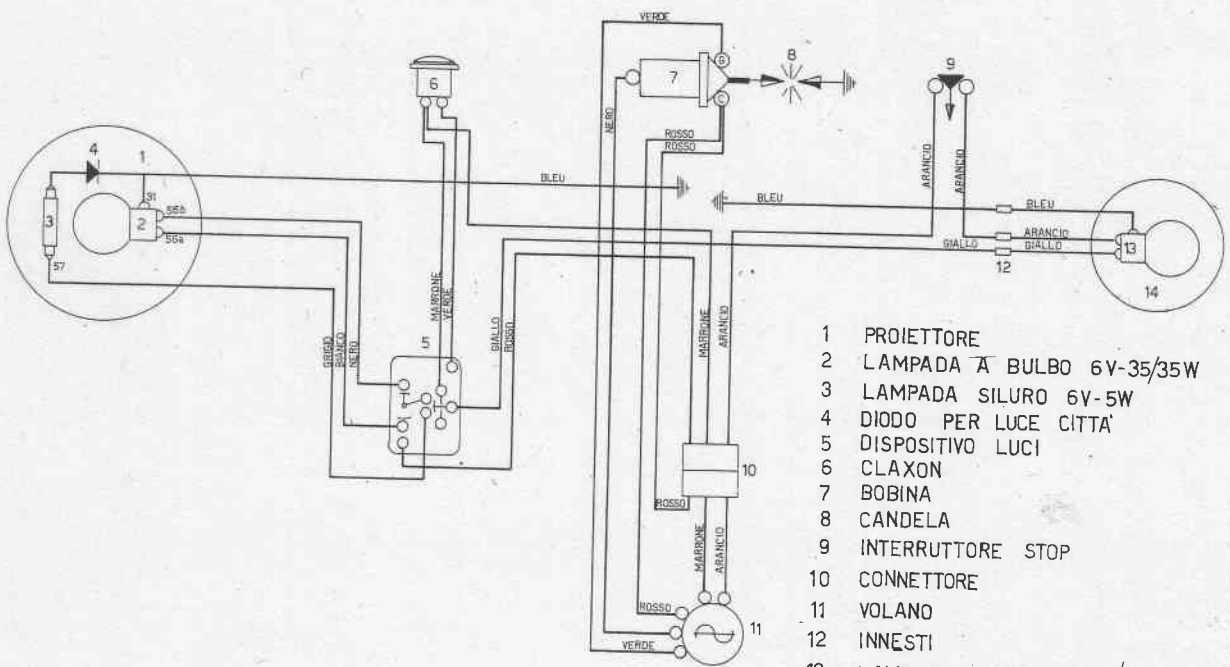 VERDE
8
9
6
7
B
C
NERO
ROSSO
ROSSO
4
1
BLEU
ARANCIO
ARANCIO
3
31
2
56b
56a
57
BLEU
BLEU
ARANCIO
GIALLO
GIALLO
13
12
14
MARRONE
VERDE
GIALLO
ROSSO
MARRONE
ARANCIO
5
GRIGIO
BIANCO
NERO
10
ROSSO
MARRONE
ARANCIO
ROSSO
VERDE
11
1 PROIETTORE
2 LAMPADA A BULBO 6V-35/35W
3 LAMPADA SILURO 6V-5W
4 DIODO PER LUCE CITTA'
5 DISPOSITIVO LUCI
6 CLAXON
7 BOBINA
8 CANDELA
9 INTERRUTTORE STOP
10 CONNETTORE
11 VOLANO
12 INNESTI